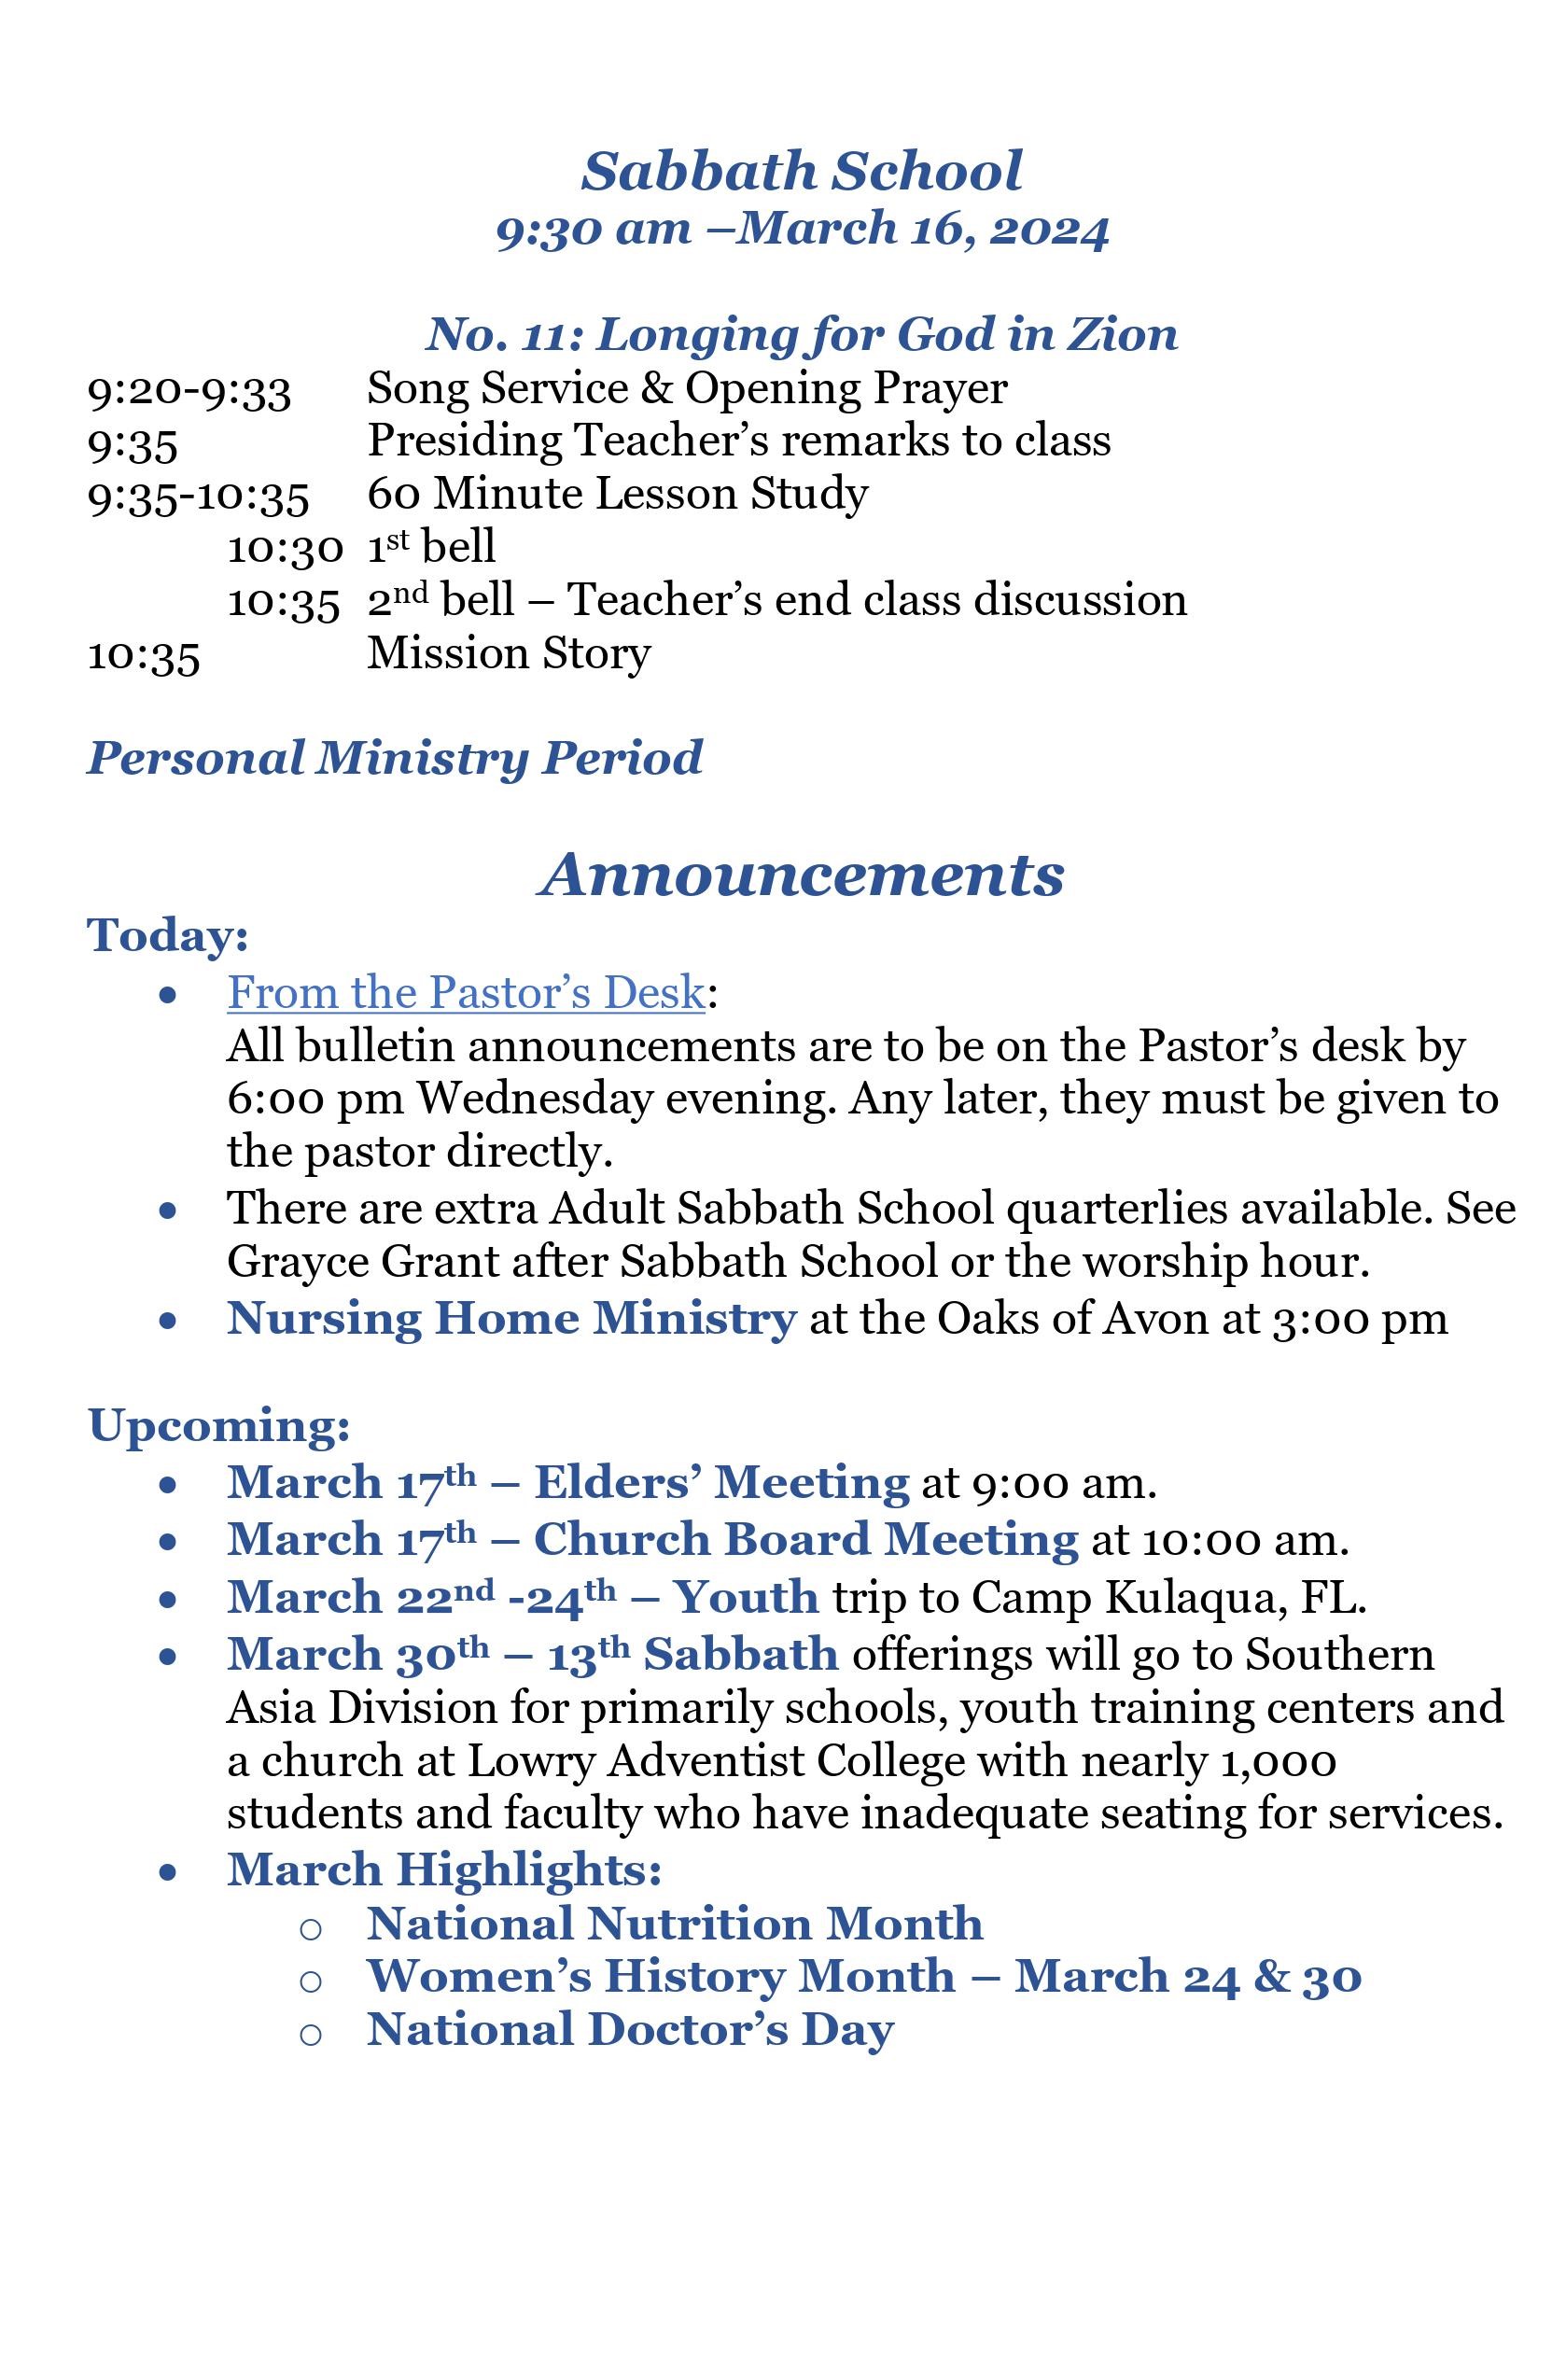 Sabbath School
9:30 am –March 16, 2024
No. 11: Longing for God in Zion
9:20-9:33 Song Service & Opening Prayer
9:35 Presiding Teacher’s remarks to class
9:35-10:35 60 Minute Lesson Study
10:30 1st bell
10:35 2nd bell – Teacher’s end class discussion
10:35 Mission Story
Personal Ministry Period
Announcements
Today:
• From the Pastor’s Desk:
All bulletin announcements are to be on the Pastor’s desk by
6:00 pm Wednesday evening. Any later, they must be given to
the pastor directly.
• There are extra Adult Sabbath School quarterlies available. See
Grayce Grant after Sabbath School or the worship hour.
• Nursing Home Ministry at the Oaks of Avon at 3:00 pm
Upcoming:
• March 17th – Elders’ Meeting at 9:00 am.
• March 17th – Church Board Meeting at 10:00 am.
• March 22nd -24th – Youth trip to Camp Kulaqua, FL.
• March 30th – 13th Sabbath offerings will go to Southern
Asia Division for primarily schools, youth training centers and
a church at Lowry Adventist College with nearly 1,000
students and faculty who have inadequate seating for services.
• March Highlights:
o National Nutrition Month
o Women’s History Month – March 24 & 30
o National Doctor’s Day